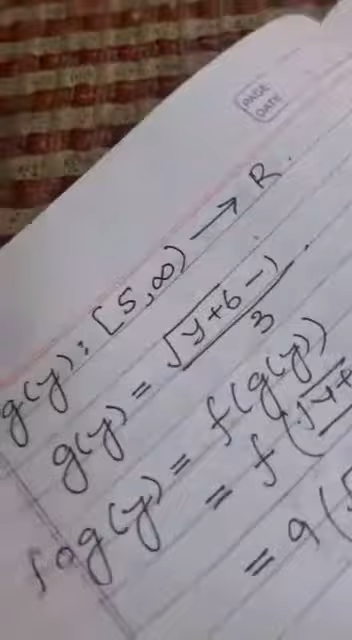 PAGE
DATE
g(y): [5,∞) → R.
g(y) = √(y+6-1)/3
fog(y) = f(g(y))
= f(√y+
= 9(√